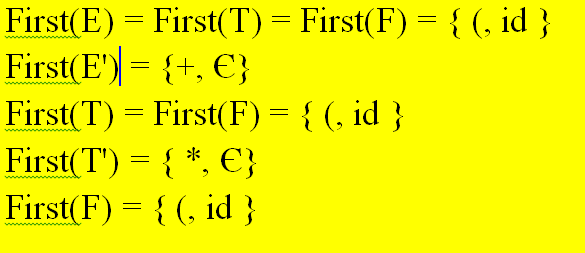 First(E) = First(T) = First(F) = { (, id }
First(E') = {+, Є}
First(T) = First(F) = { (, id }
First(T') = { *, Є}
First(F) = { (, id }